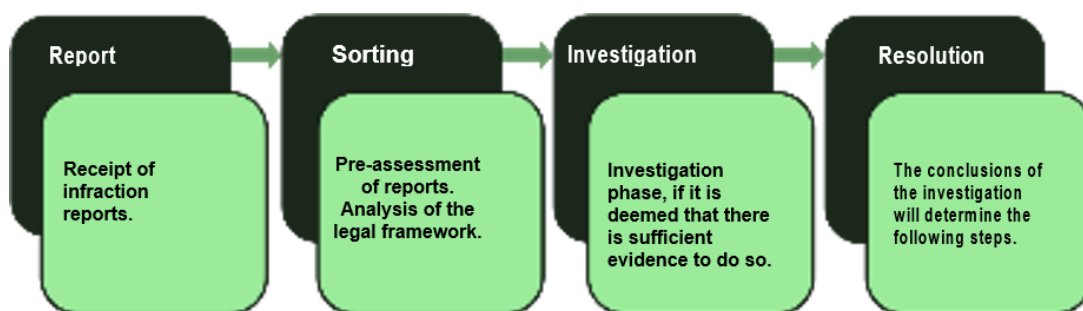 Report
Receipt of
infraction
reports.
Sorting
Pre-assessment
of reports.
Analysis of the
legal framework.
Investigation
Investigation
phase, if it is
deemed that there
is sufficient
evidence to do so.
Resolution
The conclusions of
the investigation
will determine the
following steps.